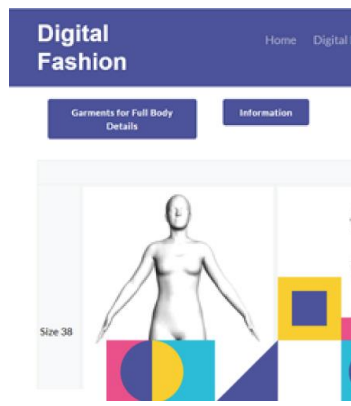 Digital
Fashion
Home Digital
Garments for Full Body
Details
Information
Size 38